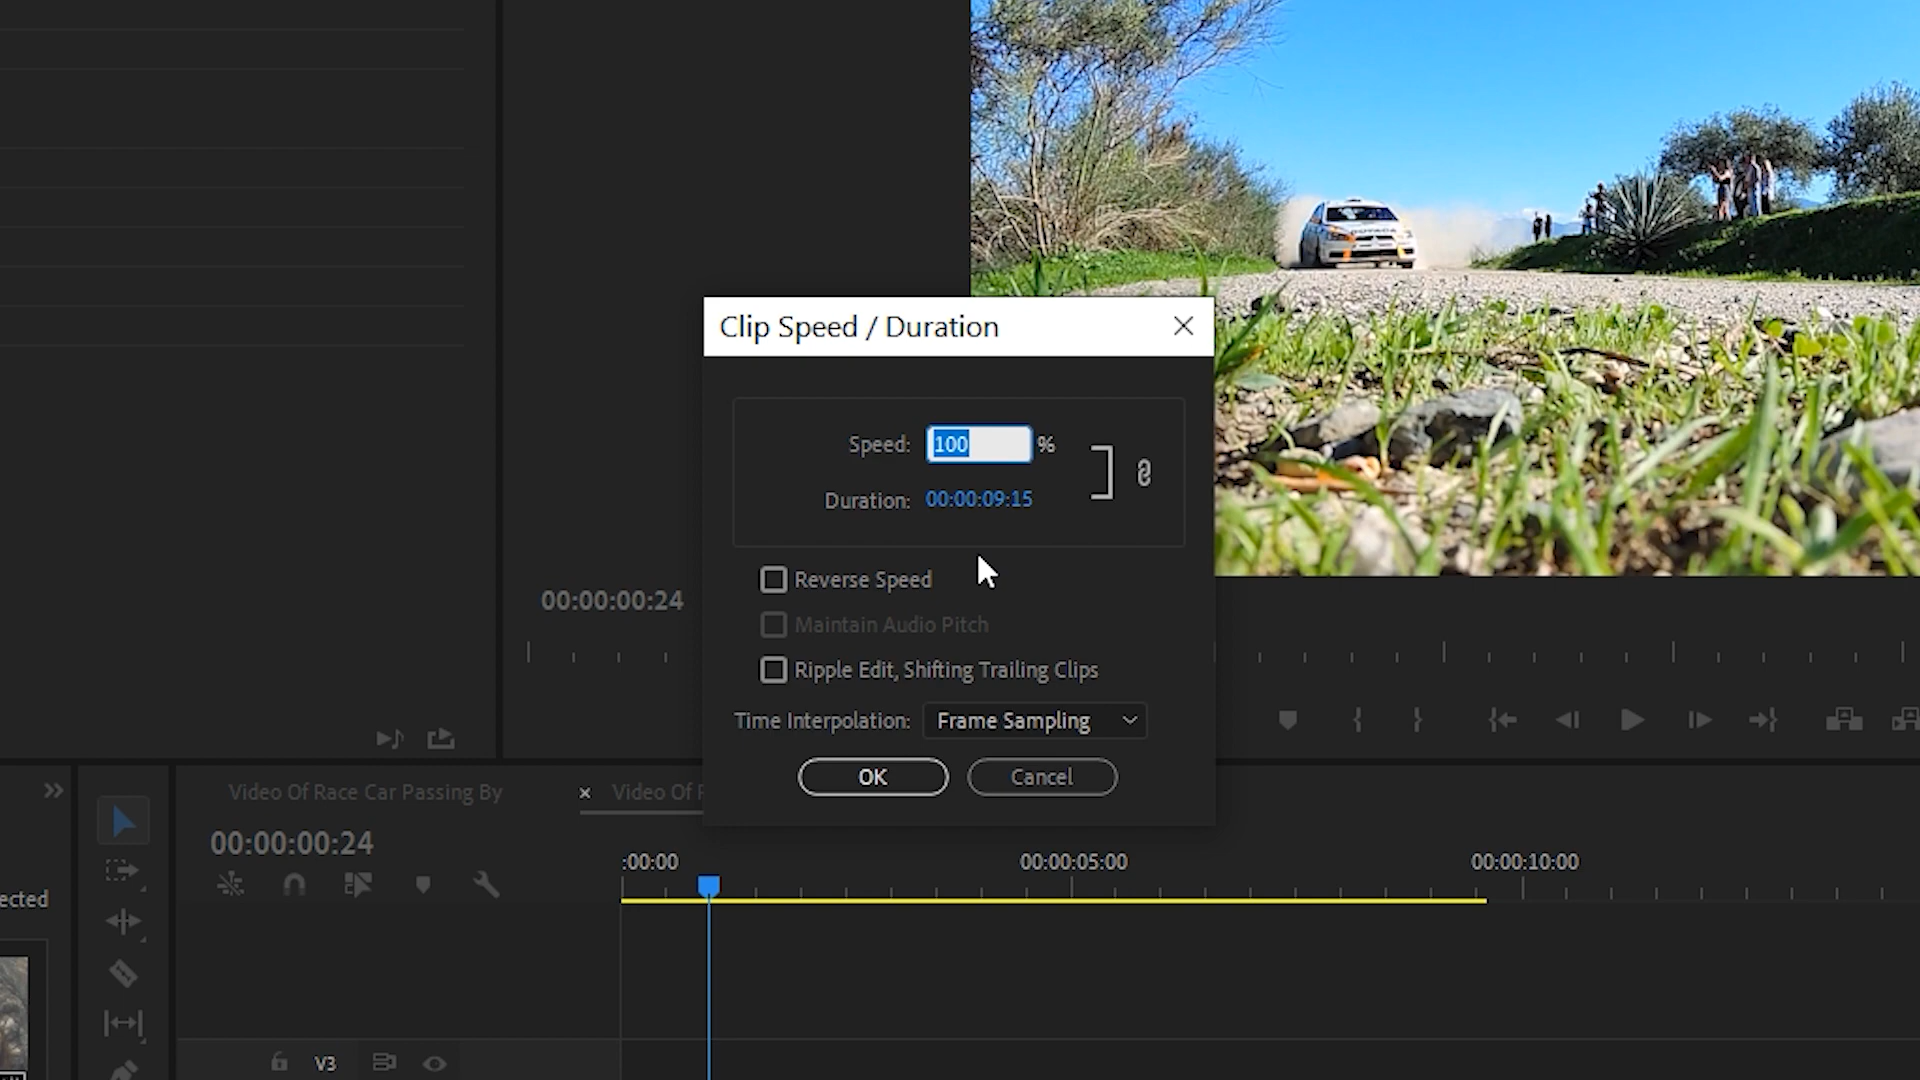 Clip Speed / Duration
Speed: 100 %
Duration: 00:00:09:15
Reverse Speed
00:00:00:24
Maintain Audio Pitch
Ripple Edit, Shifting Trailing Clips
Time Interpolation: Frame Sampling
OK Cancel
Video Of Race Car Passing By
× Video Of
00:00:00:24
:00:00 00:00:05:00 00:00:10:00
ected
V3